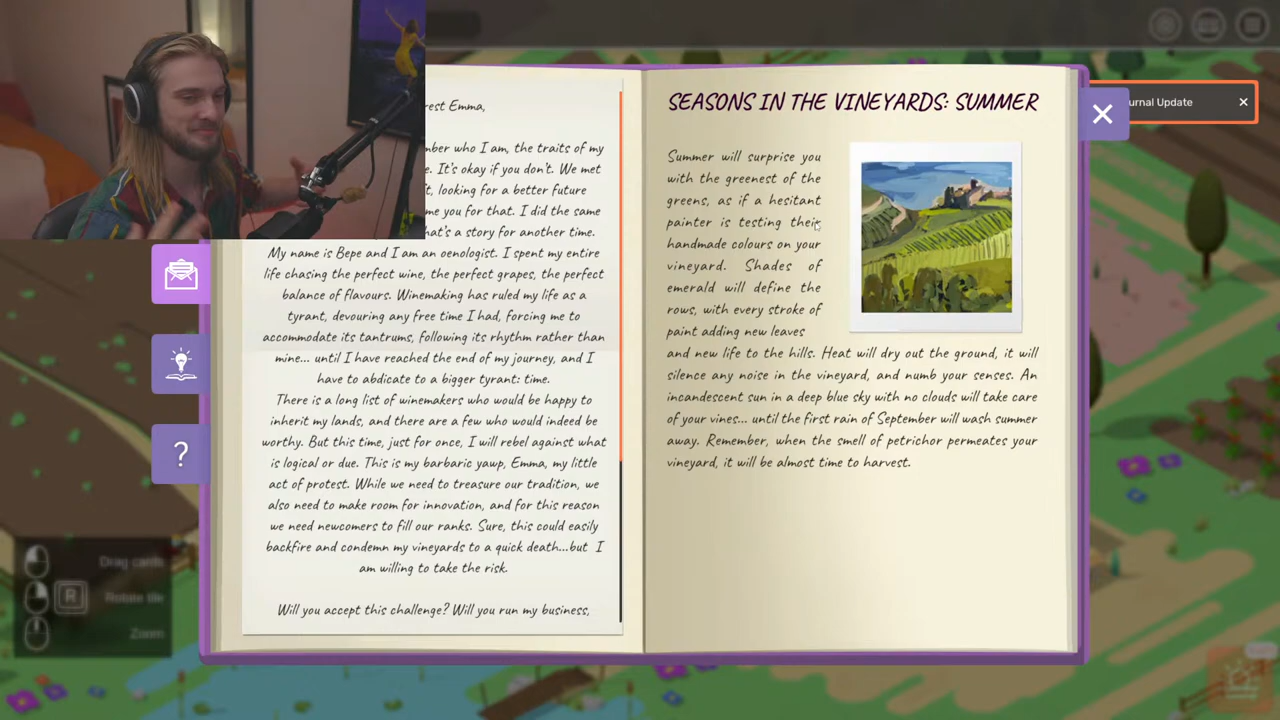 rest Emma,
mber who I am, the traits of my
e. It's okay if you don't. We met
ft, looking for a better future
me you for that. I did the same
hat's a story for another time.
My name is Bepe and I am an oenologist. I spent my entire
life chasing the perfect wine, the perfect grapes, the perfect
balance of flavours. Winemaking has ruled my life as a
tyrant, devouring any free time I had, forcing me to
accommodate its tantrums, following its rhythm rather than
mine... until I have reached the end of my journey, and I
have to abdicate to a bigger tyrant: time.
There is a long list of winemakers who would be happy to
inherit my lands, and there are a few who would indeed be
worthy. But this time, just for once, I will rebel against what
is logical or due. This is my barbaric yawp, Emma, my little
act of protest. While we need to treasure our tradition, we
also need to make room for innovation, and for this reason
we need newcomers to fill our ranks. Sure, this could easily
backfire and condemn my vineyards to a quick death...but I
am willing to take the risk.
Will you accept this challenge? Will you run my business,
SEASONS IN THE VINEYARDS: SUMMER
Summer will surprise you
with the greenest of the
greens, as if a hesitant
painter is testing their
handmade colours on your
vineyard. Shades of
emerald will define the
rows, with every stroke of
paint adding new leaves
and new life to the hills. Heat will dry out the ground, it will
silence any noise in the vineyard, and numb your senses. An
incandescent sun in a deep blue sky with no clouds will take care
of your vines... until the first rain of September will wash summer
away. Remember, when the smell of petrichor permeates your
vineyard, it will be almost time to harvest.
urnal Update
?
Drag cards
R Rotate tile
Zoom